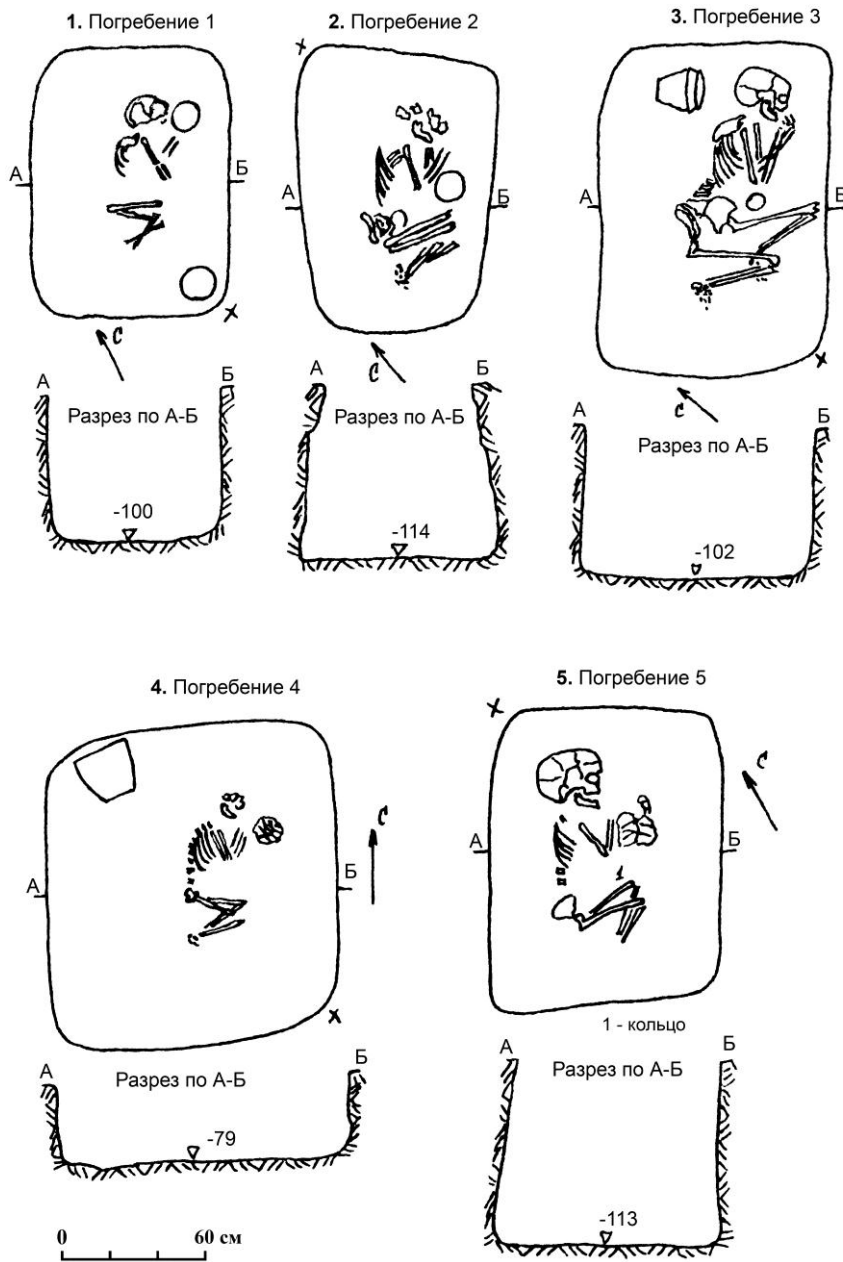 1. Погребение 1
А
Б
С
А
Б
Разрез по А-Б
-100
2. Погребение 2
А
Б
С
А
Б
Разрез по А-Б
-114
3. Погребение 3
А
Б
С
А
Б
Разрез по А-Б
-102
4. Погребение 4
С
А
Б
А
Б
Разрез по А-Б
-79
5. Погребение 5
С
А
Б
1
1 - кольцо
А
Б
Разрез по А-Б
-113
0 60 см